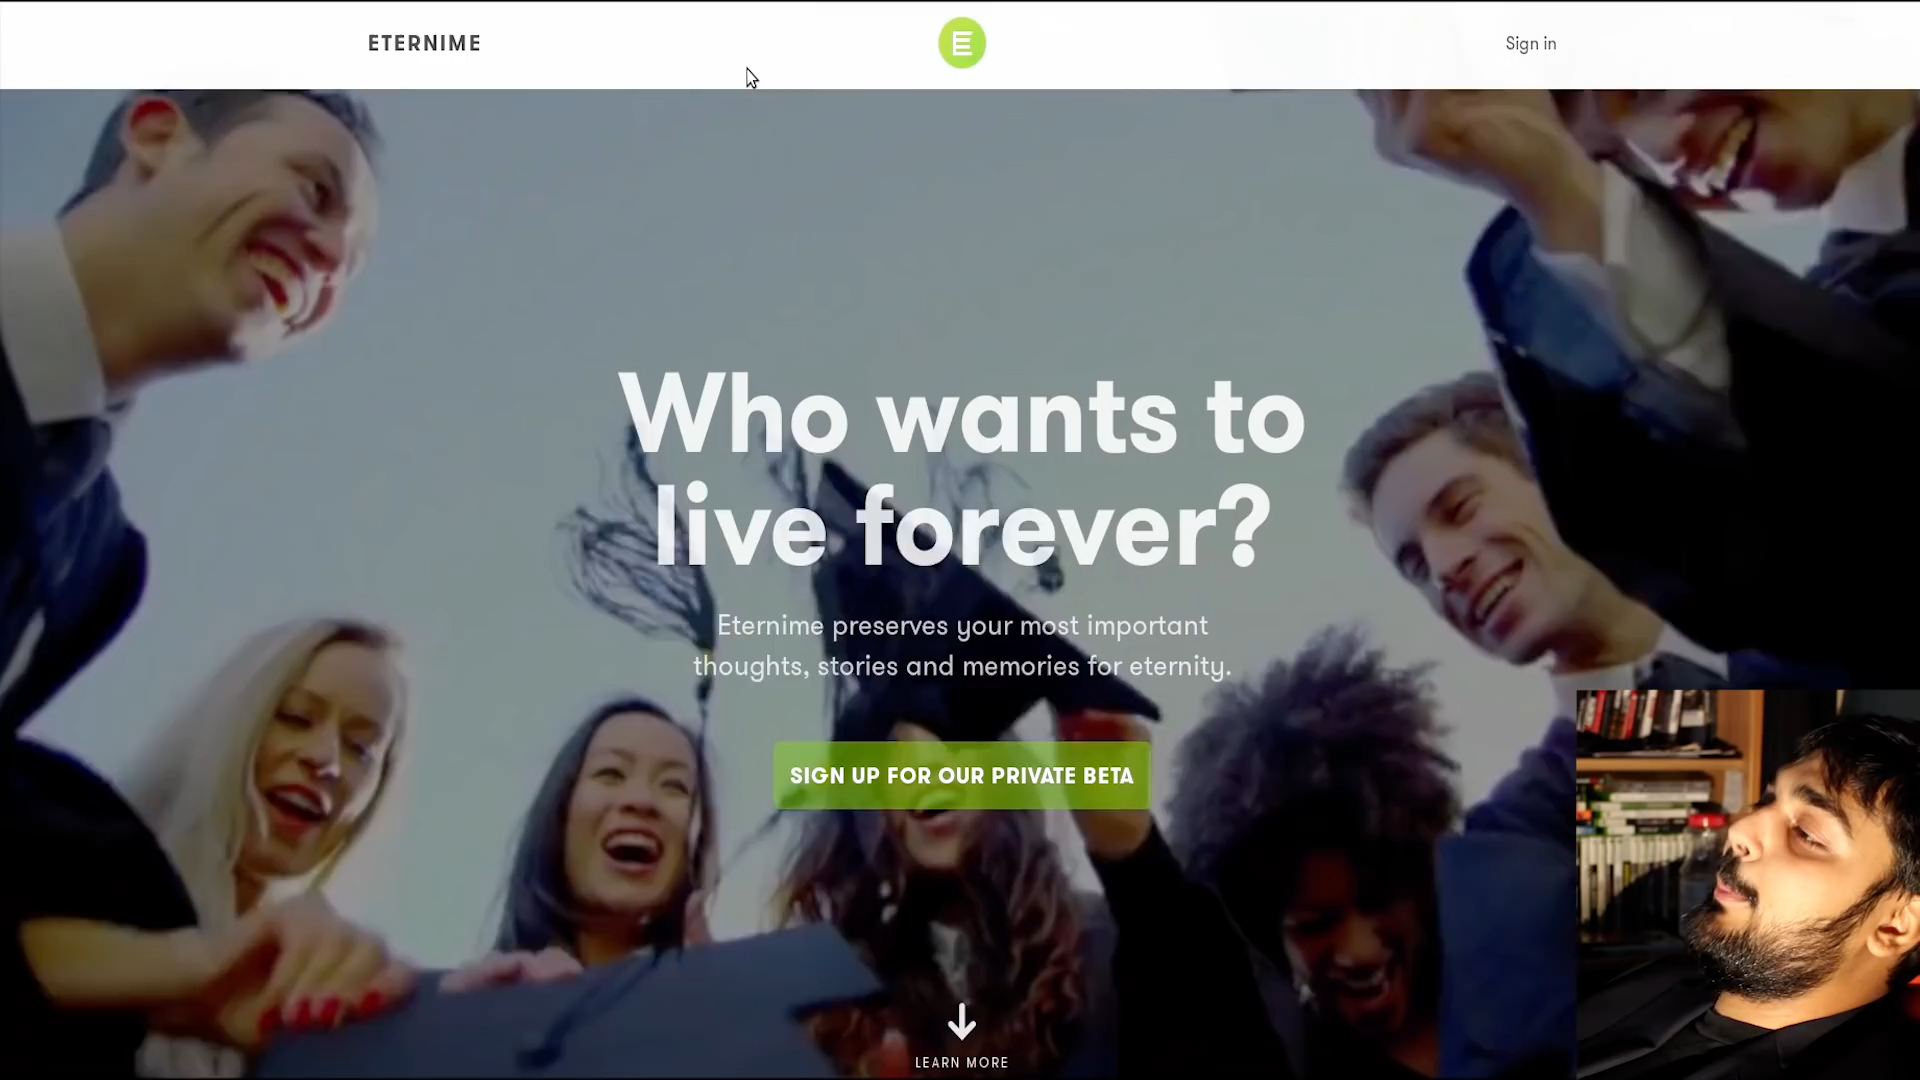 ETERNIME
E
Sign in
Who wants to
live forever?
Eternime preserves your most important
thoughts, stories and memories for eternity.
SIGN UP FOR OUR PRIVATE BETA
LEARN MORE